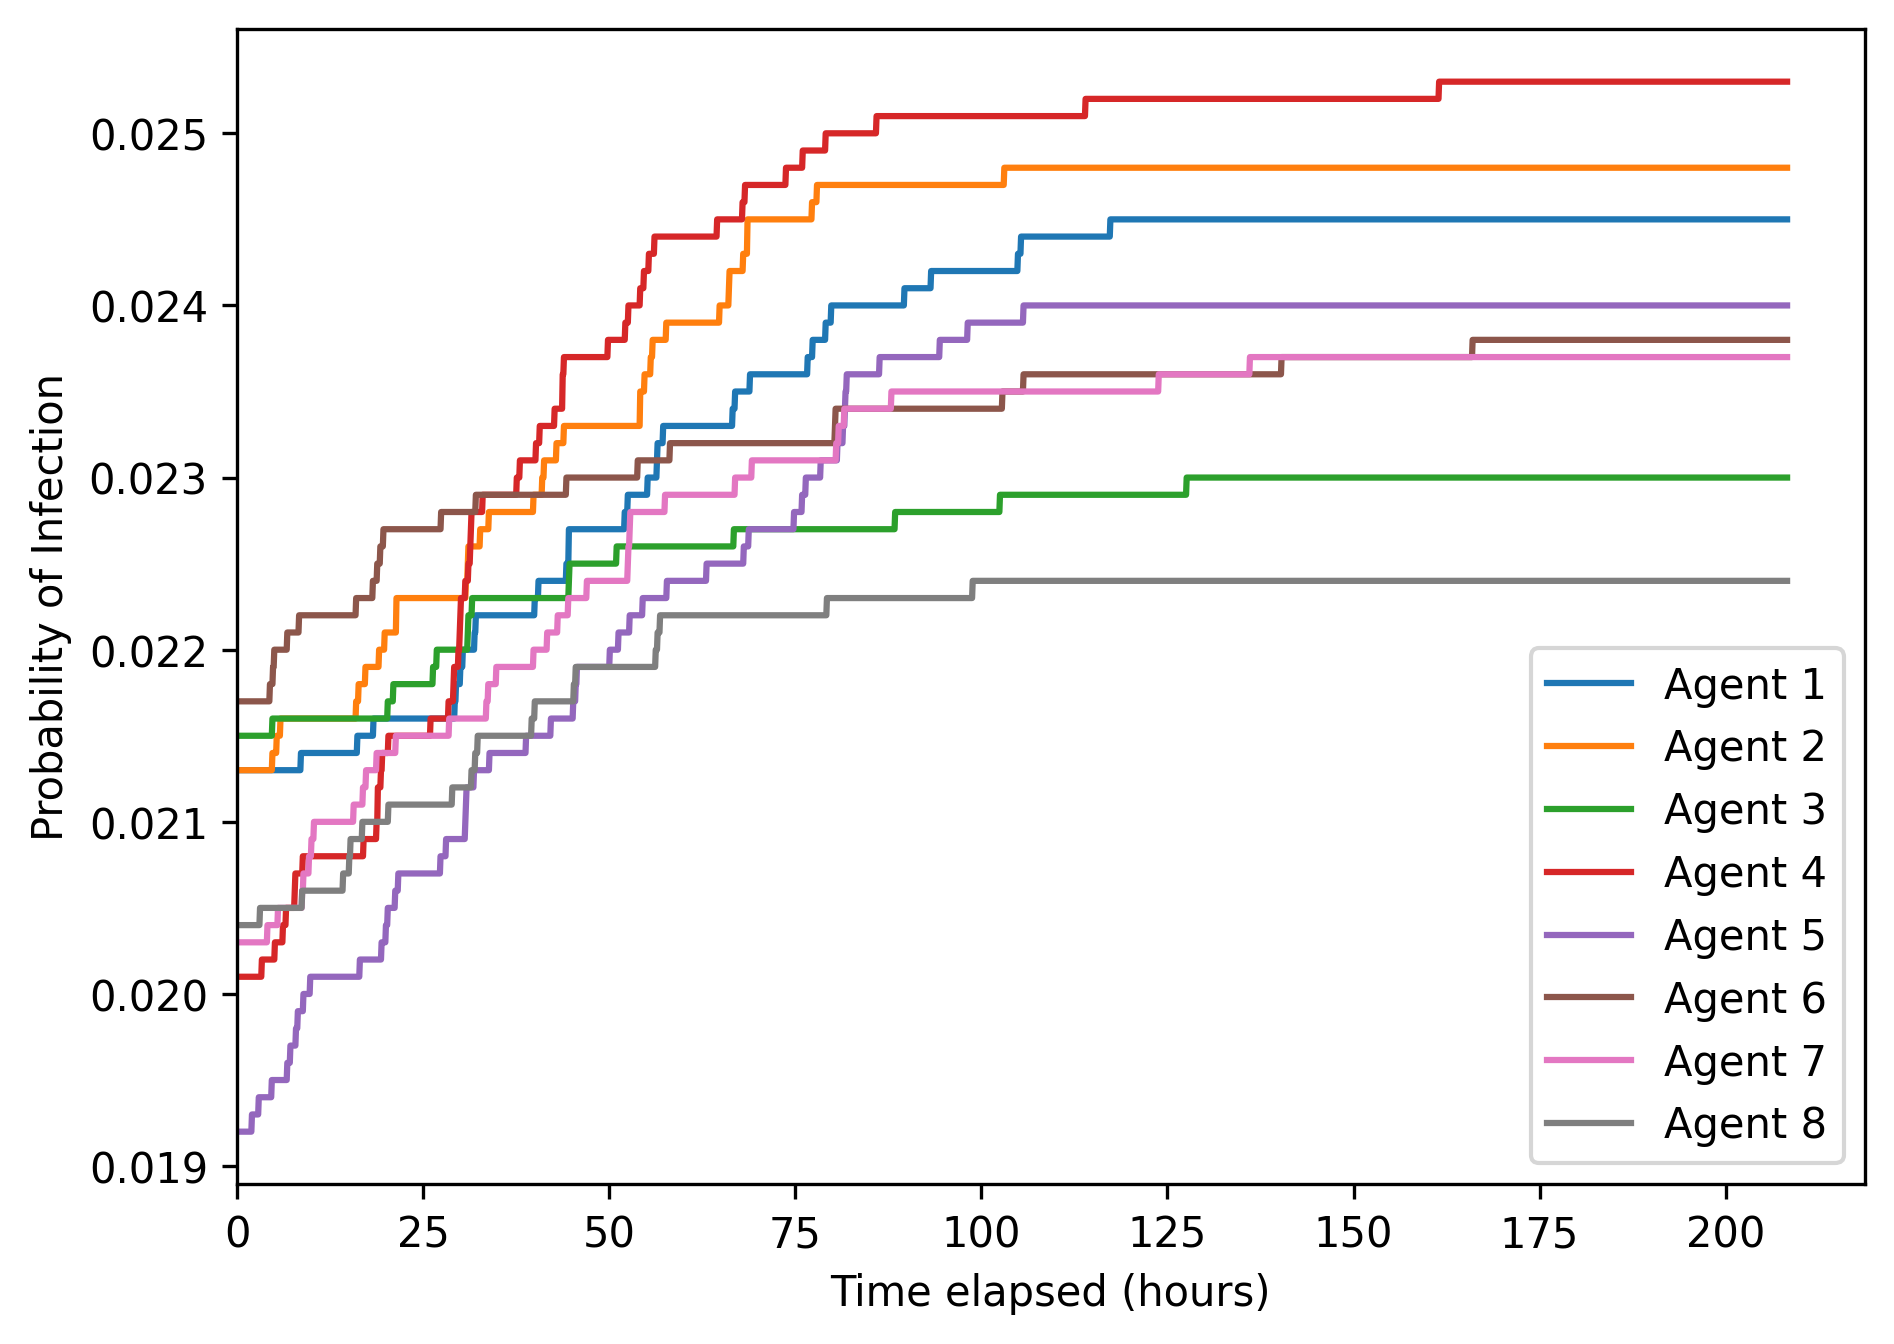 0.025
0.024
0.023
0.022
0.021
0.020
0.019
Probability of Infection
0 25 50 75 100 125 150 175 200
Time elapsed (hours)
Agent 1
Agent 2
Agent 3
Agent 4
Agent 5
Agent 6
Agent 7
Agent 8